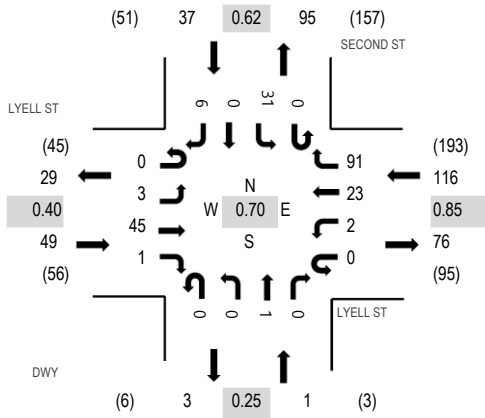 (51) 37 0.62 95 (157)
SECOND ST
6 0 31 0
LYELL ST
(45) 0 91 (193)
29 3 N 23 116
0.40 W 0.70 E 0.85
49 45 S 2 76
(56) 1 0 (95)
0 0 1 0
LYELL ST
DWY
(6) 3 0.25 1 (3)